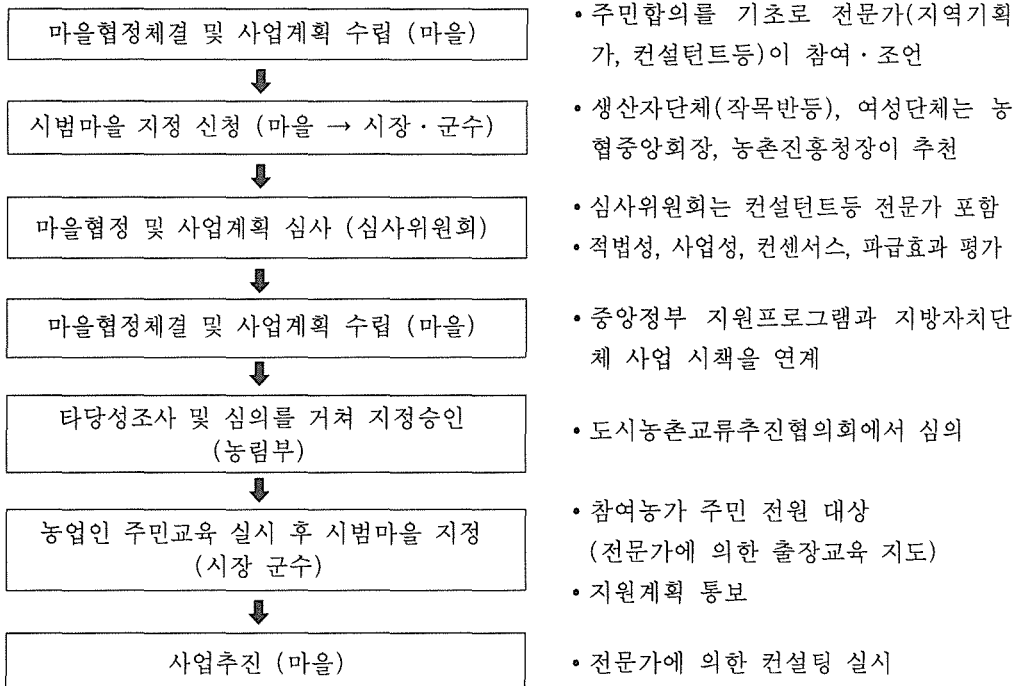 마을협정체결 및 사업계획 수립 (마을)
• 주민합의를 기초로 전문가(지역기획
가, 컨설턴트등)이 참여 · 조언
시범마을 지정 신청 (마을 → 시장 · 군수)
• 생산자단체(작목반등), 여성단체는 농
협중앙회장, 농촌진흥청장이 추천
마을협정 및 사업계획 심사 (심사위원회)
• 심사위원회는 컨설턴트등 전문가 포함
• 적법성, 사업성, 컨센서스, 파급효과 평가
마을협정체결 및 사업계획 수립 (마을)
• 중앙정부 지원프로그램과 지방자치단
체 사업 시책을 연계
타당성조사 및 심의를 거쳐 지정승인
(농림부)
• 도시농촌교류추진협의회에서 심의
농업인 주민교육 실시 후 시범마을 지정
(시장 군수)
• 참여농가 주민 전원 대상
(전문가에 의한 출장교육 지도)
• 지원계획 통보
사업추진 (마을)
• 전문가에 의한 컨설팅 실시